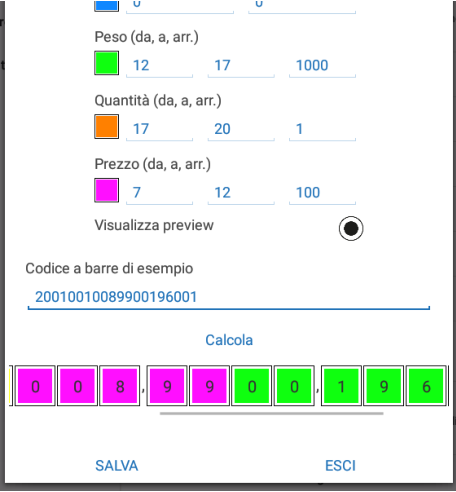 0 0
Peso (da, a, arr.)
12 17 1000
Quantità (da, a, arr.)
17 20 1
Prezzo (da, a, arr.)
7 12 100
Visualizza preview
Codice a barre di esempio
20010010089900196001
Calcola
0 0 8 , 9 9 0 0 , 1 9 6
SALVA ESCI